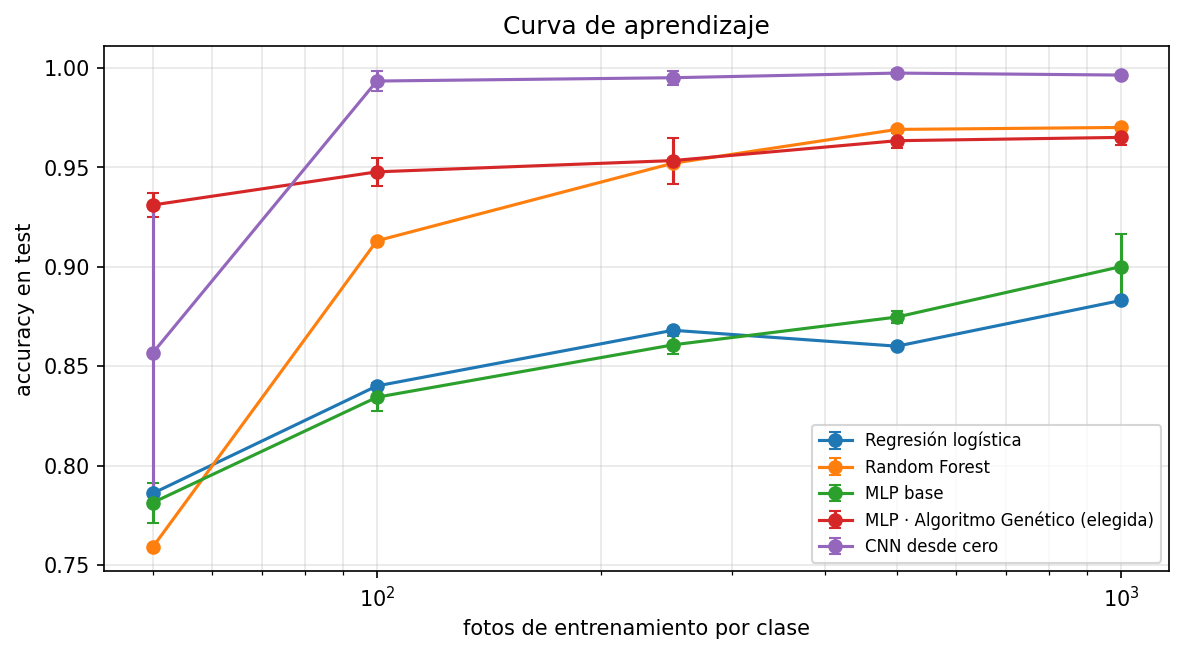 Curva de aprendizaje
accuracy en test
1.00
0.95
0.90
0.85
0.80
0.75
10²
10³
fotos de entrenamiento por clase
Regresión logística
Random Forest
MLP base
MLP · Algoritmo Genético (elegida)
CNN desde cero